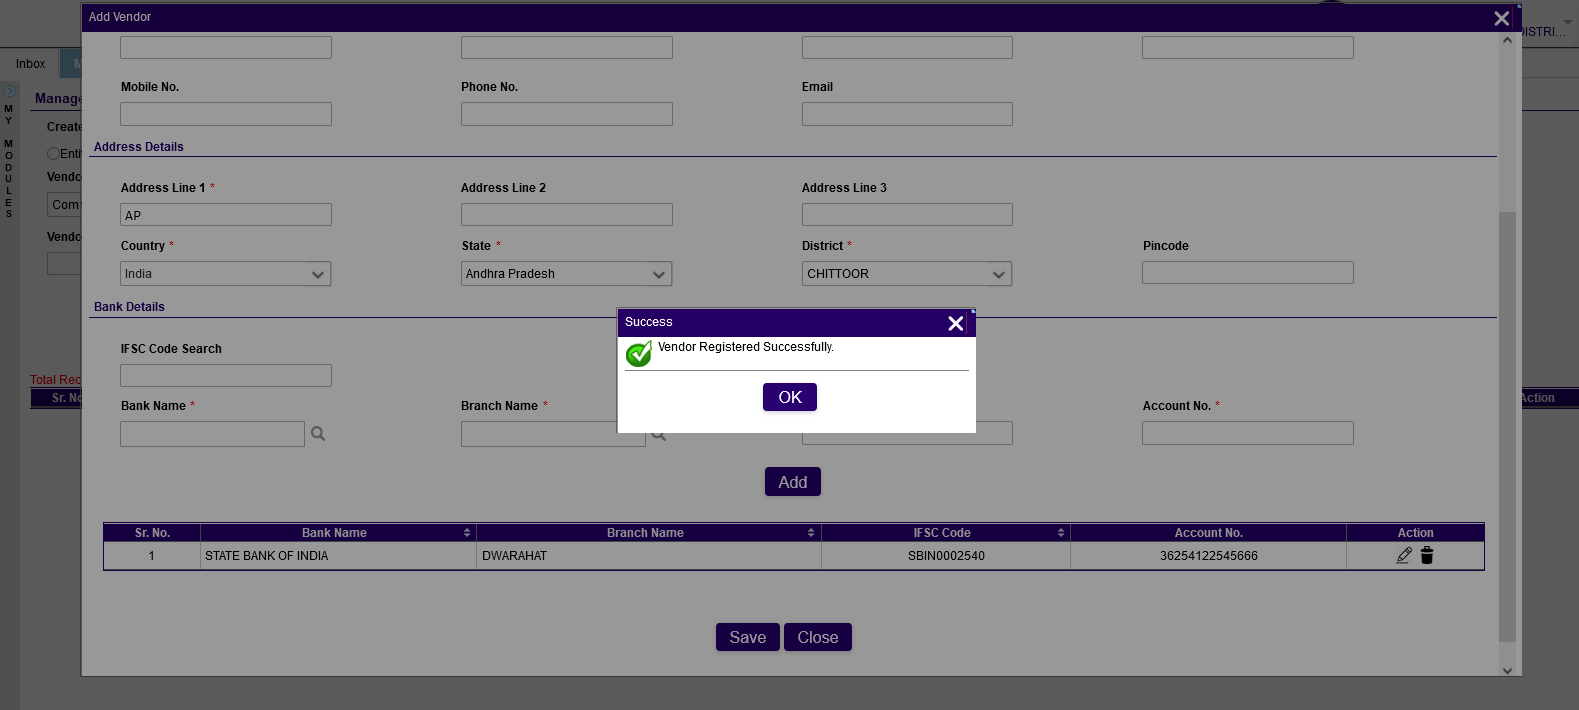 Add Vendor
DISTRI...
Inbox
M
MY MODULES
Manage
Create
Enti
Vendo
Com
Vendo
Total Rec
Sr. No
Action
Mobile No. Phone No. Email
Address Details
Address Line 1 * Address Line 2 Address Line 3
AP
Country * State * District * Pincode
India Andhra Pradesh CHITTOOR
Bank Details
IFSC Code Search
Bank Name * Branch Name * Account No. *
Success
Vendor Registered Successfully.
OK
Add
Sr. No. Bank Name Branch Name IFSC Code Account No. Action
1 STATE BANK OF INDIA DWARAHAT SBIN0002540 36254122545666
Save Close